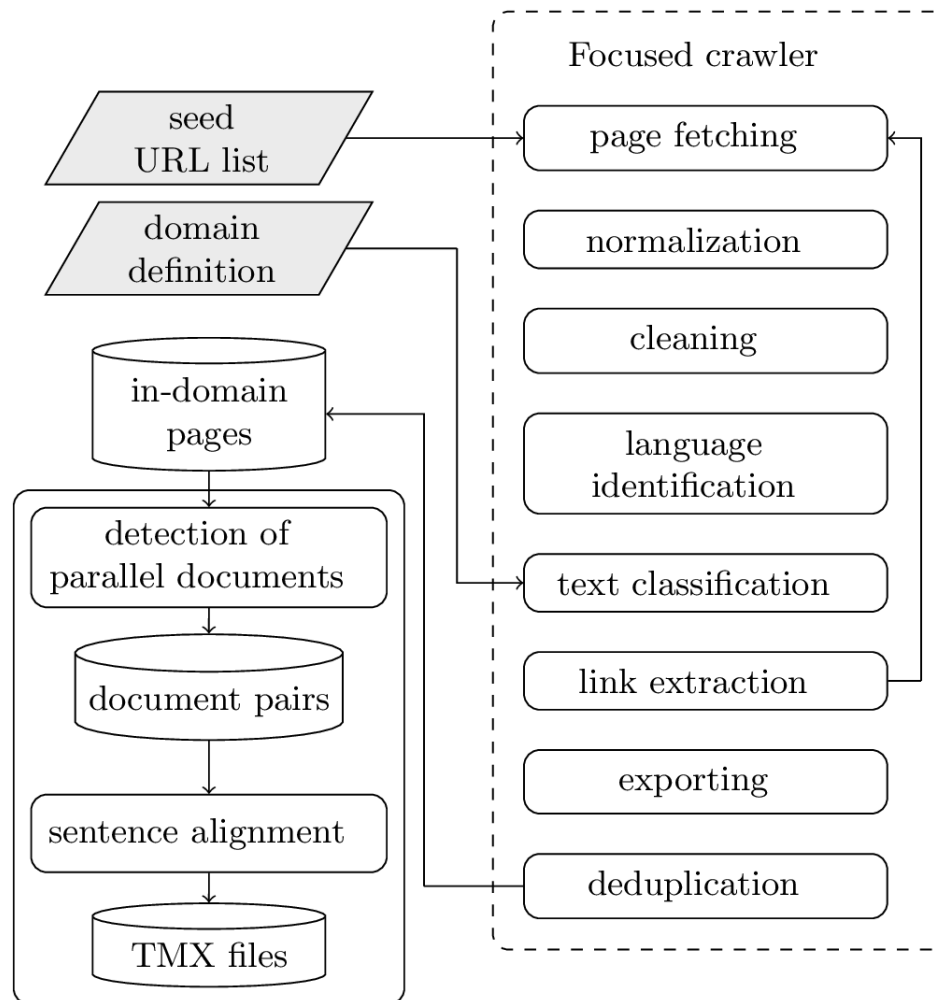 seed
URL list
domain
definition
in-domain
pages
detection of
parallel documents
document pairs
sentence alignment
TMX files
Focused crawler
page fetching
normalization
cleaning
language
identification
text classification
link extraction
exporting
deduplication